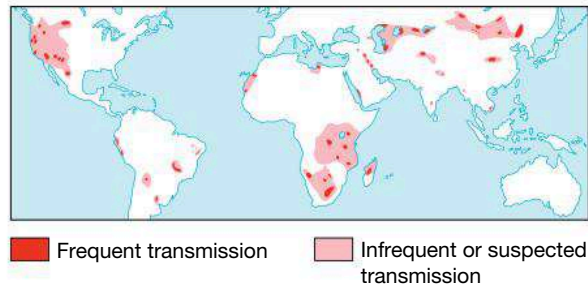 Frequent transmission
Infrequent or suspected
transmission